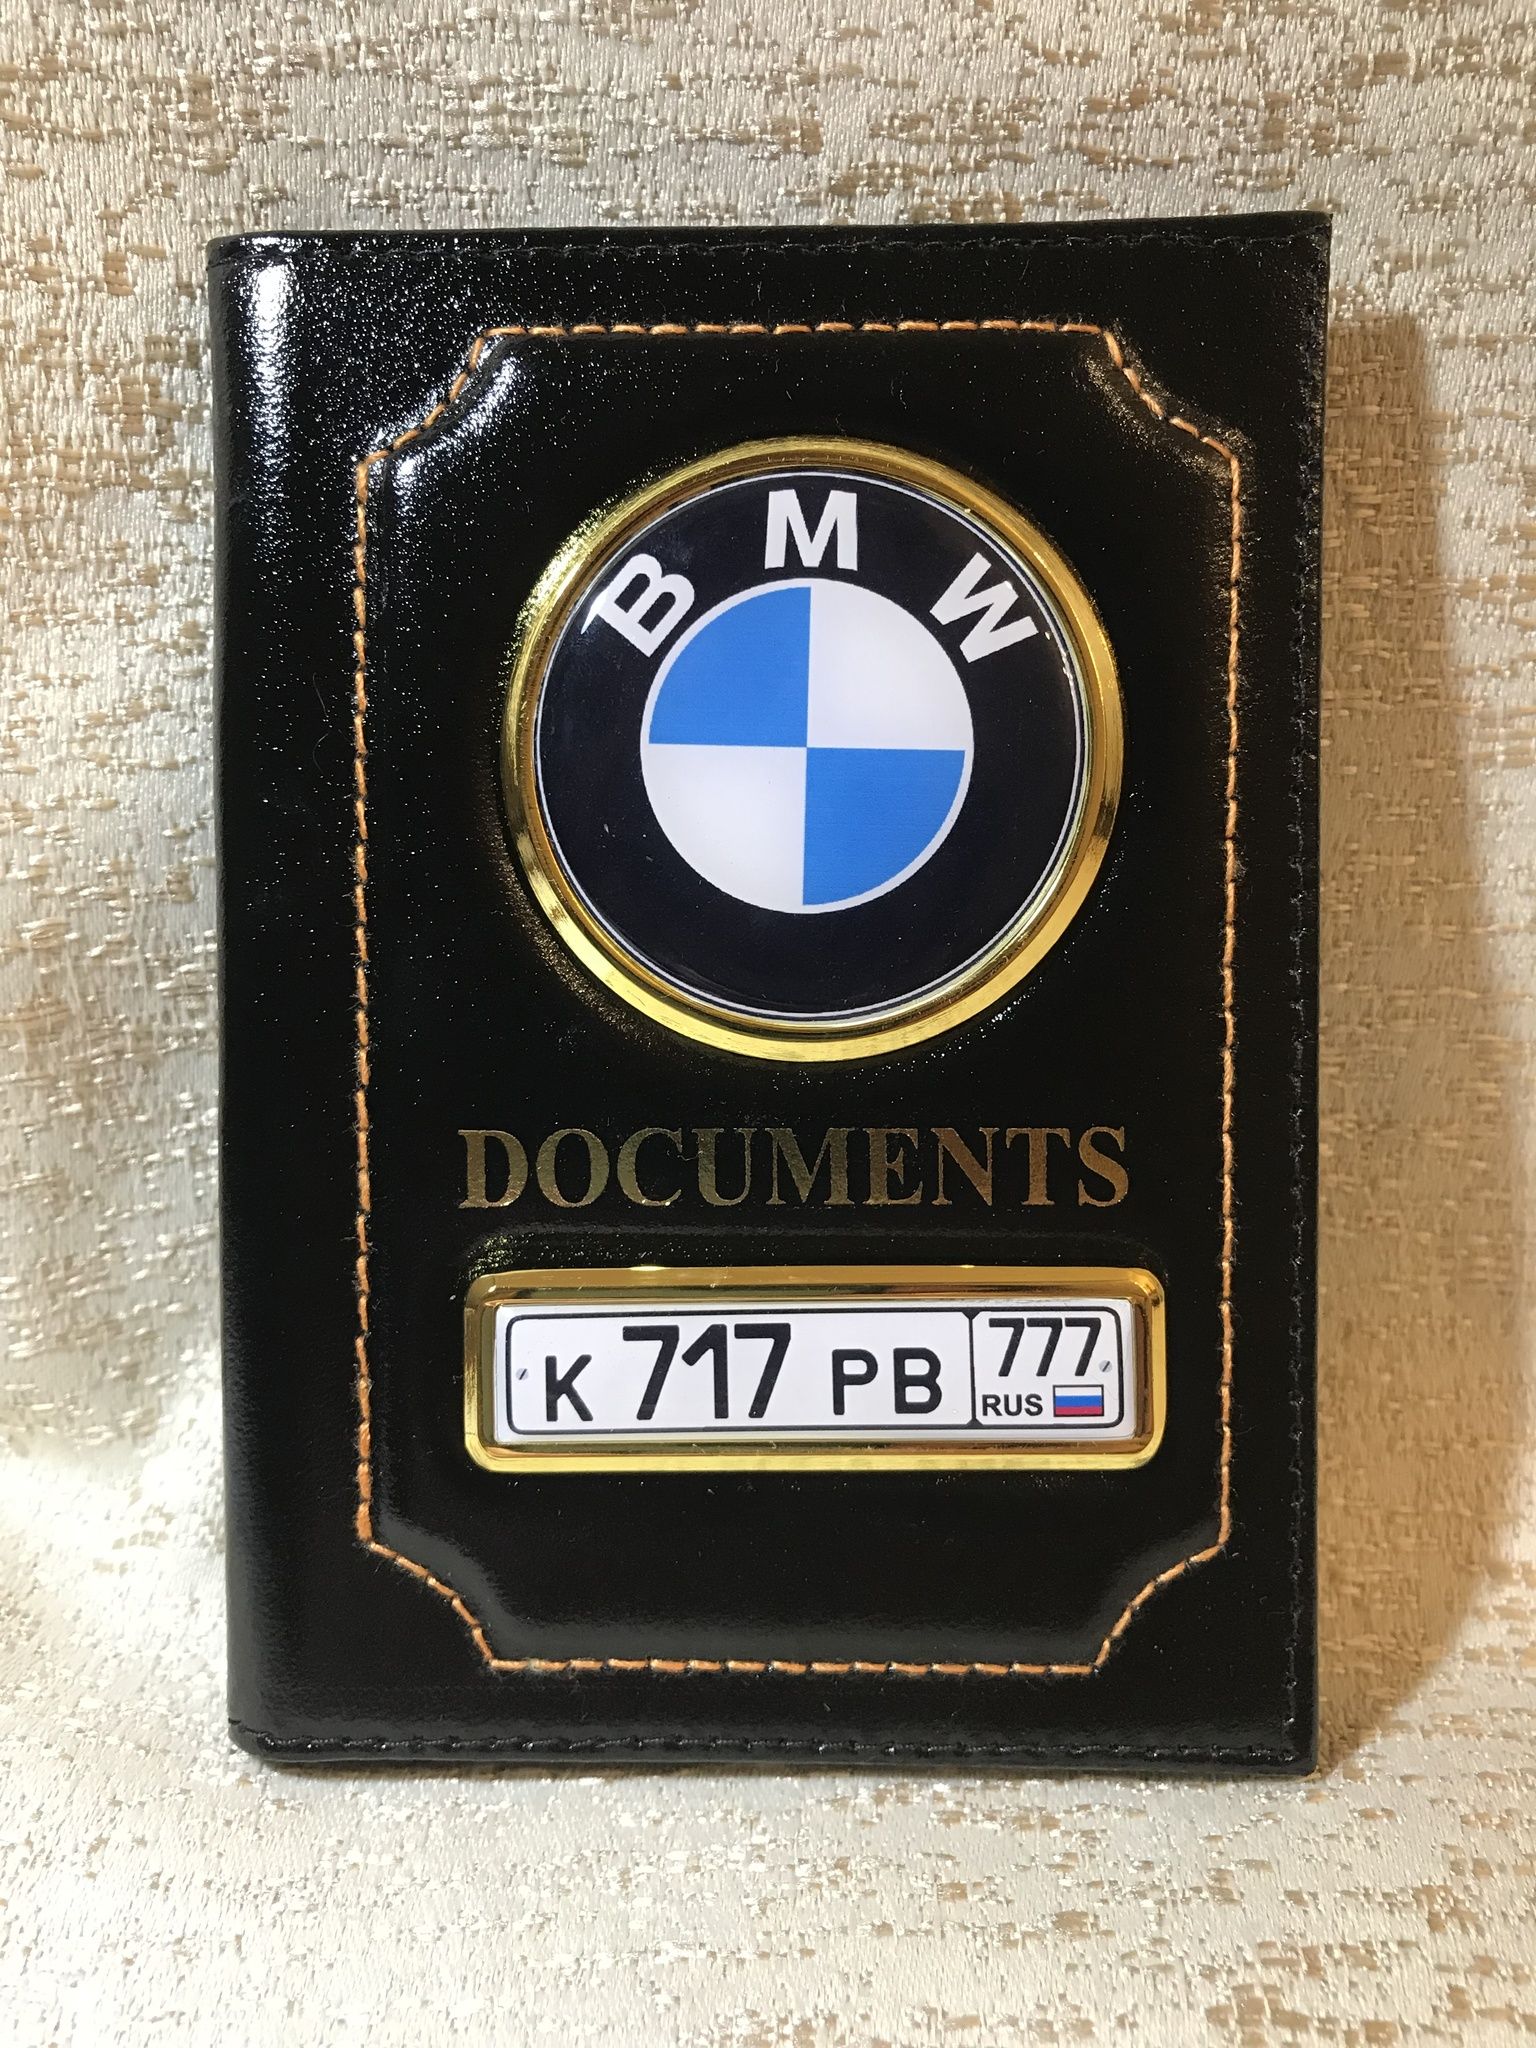 BMW
DOCUMENTS
К 717 РВ 777
RUS